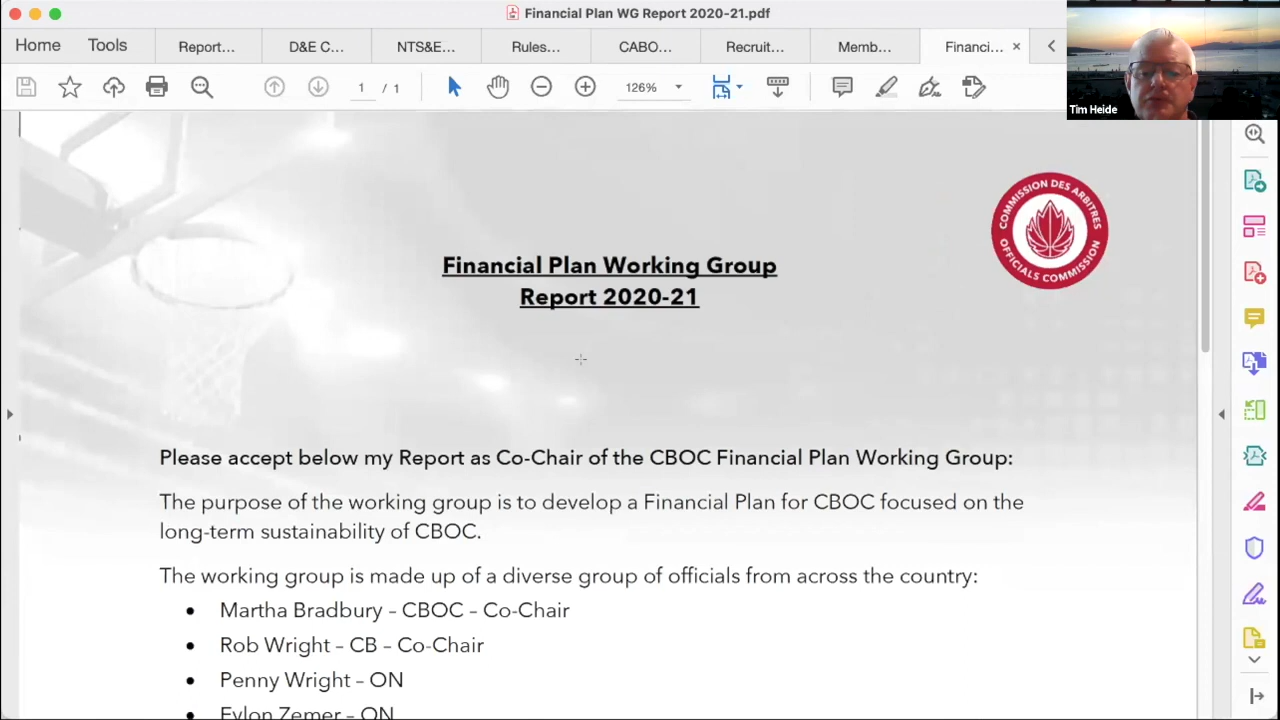 Financial Plan WG Report 2020-21.pdf
Home Tools Report... D&E C... NTS&E... Rules... CABO... Recruit... Memb... Financi... ×
1 / 1 126%
Tim Heide
COMMISSION DES ARBITRES
OFFICIALS COMMISSION
Financial Plan Working Group
Report 2020-21
Please accept below my Report as Co-Chair of the CBOC Financial Plan Working Group:
The purpose of the working group is to develop a Financial Plan for CBOC focused on the
long-term sustainability of CBOC.
The working group is made up of a diverse group of officials from across the country:
• Martha Bradbury – CBOC – Co-Chair
• Rob Wright – CB – Co-Chair
• Penny Wright – ON
• Eylon Zemer – ON